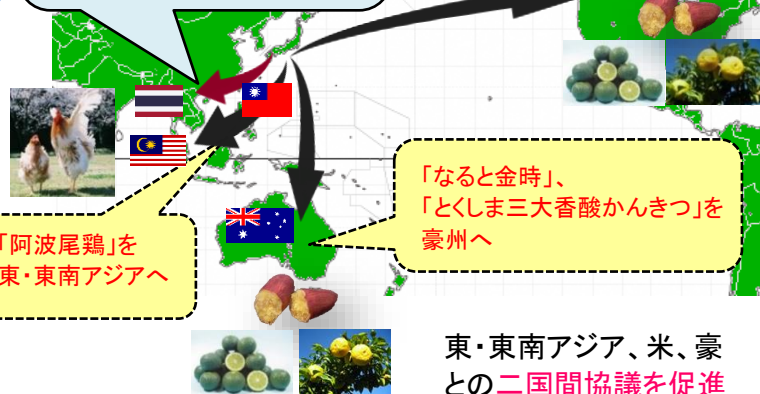 「なると金時」、
「とくしま三大香酸かんきつ」を
豪州へ
「阿波尾鶏」を
東・東南アジアへ
東・東南アジア、米、豪
との二国間協議を促進